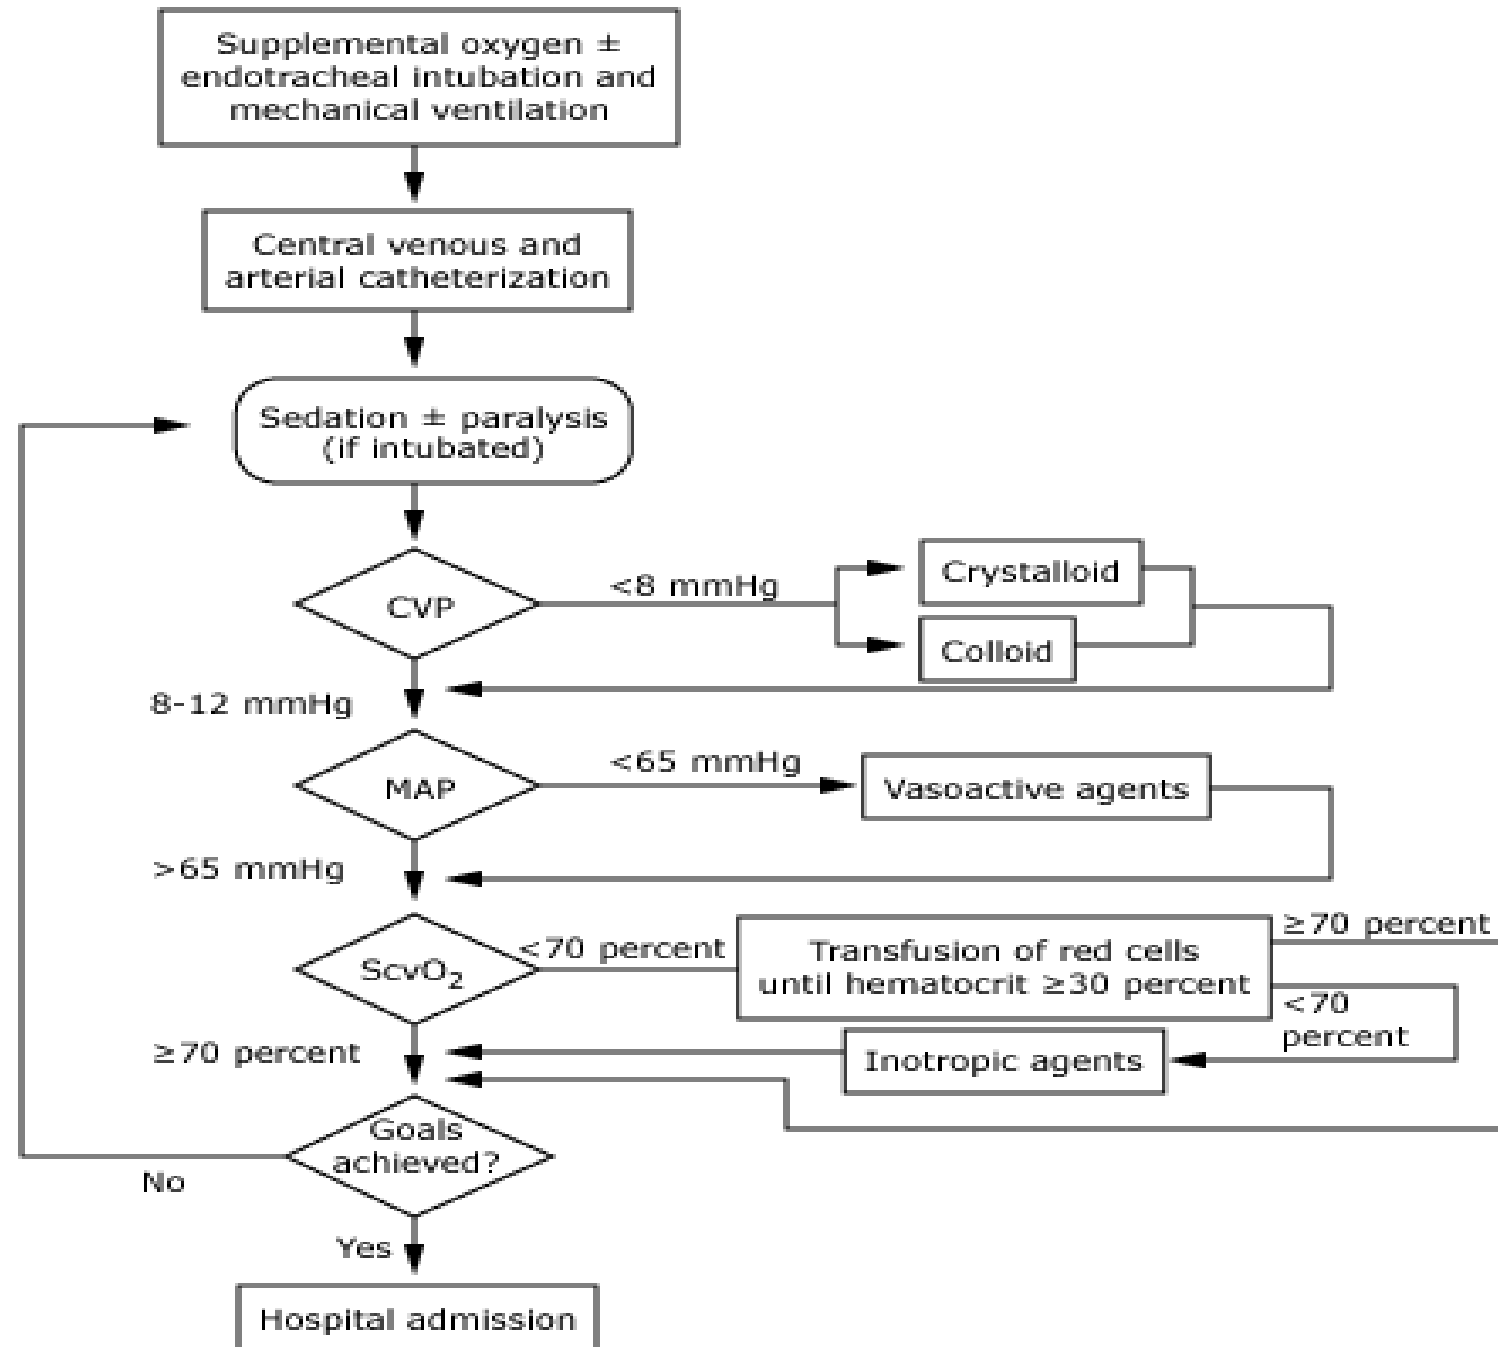 Supplemental oxygen ±
endotracheal intubation and
mechanical ventilation
Central venous and
arterial catheterization
Sedation ± paralysis
(if intubated)
CVP
<8 mmHg
Crystalloid
Colloid
8-12 mmHg
MAP
<65 mmHg
Vasoactive agents
>65 mmHg
ScvO₂
<70 percent
Transfusion of red cells
until hematocrit ≥30 percent
≥70 percent
<70
percent
Inotropic agents
≥70 percent
Goals
achieved?
No
Yes
Hospital admission